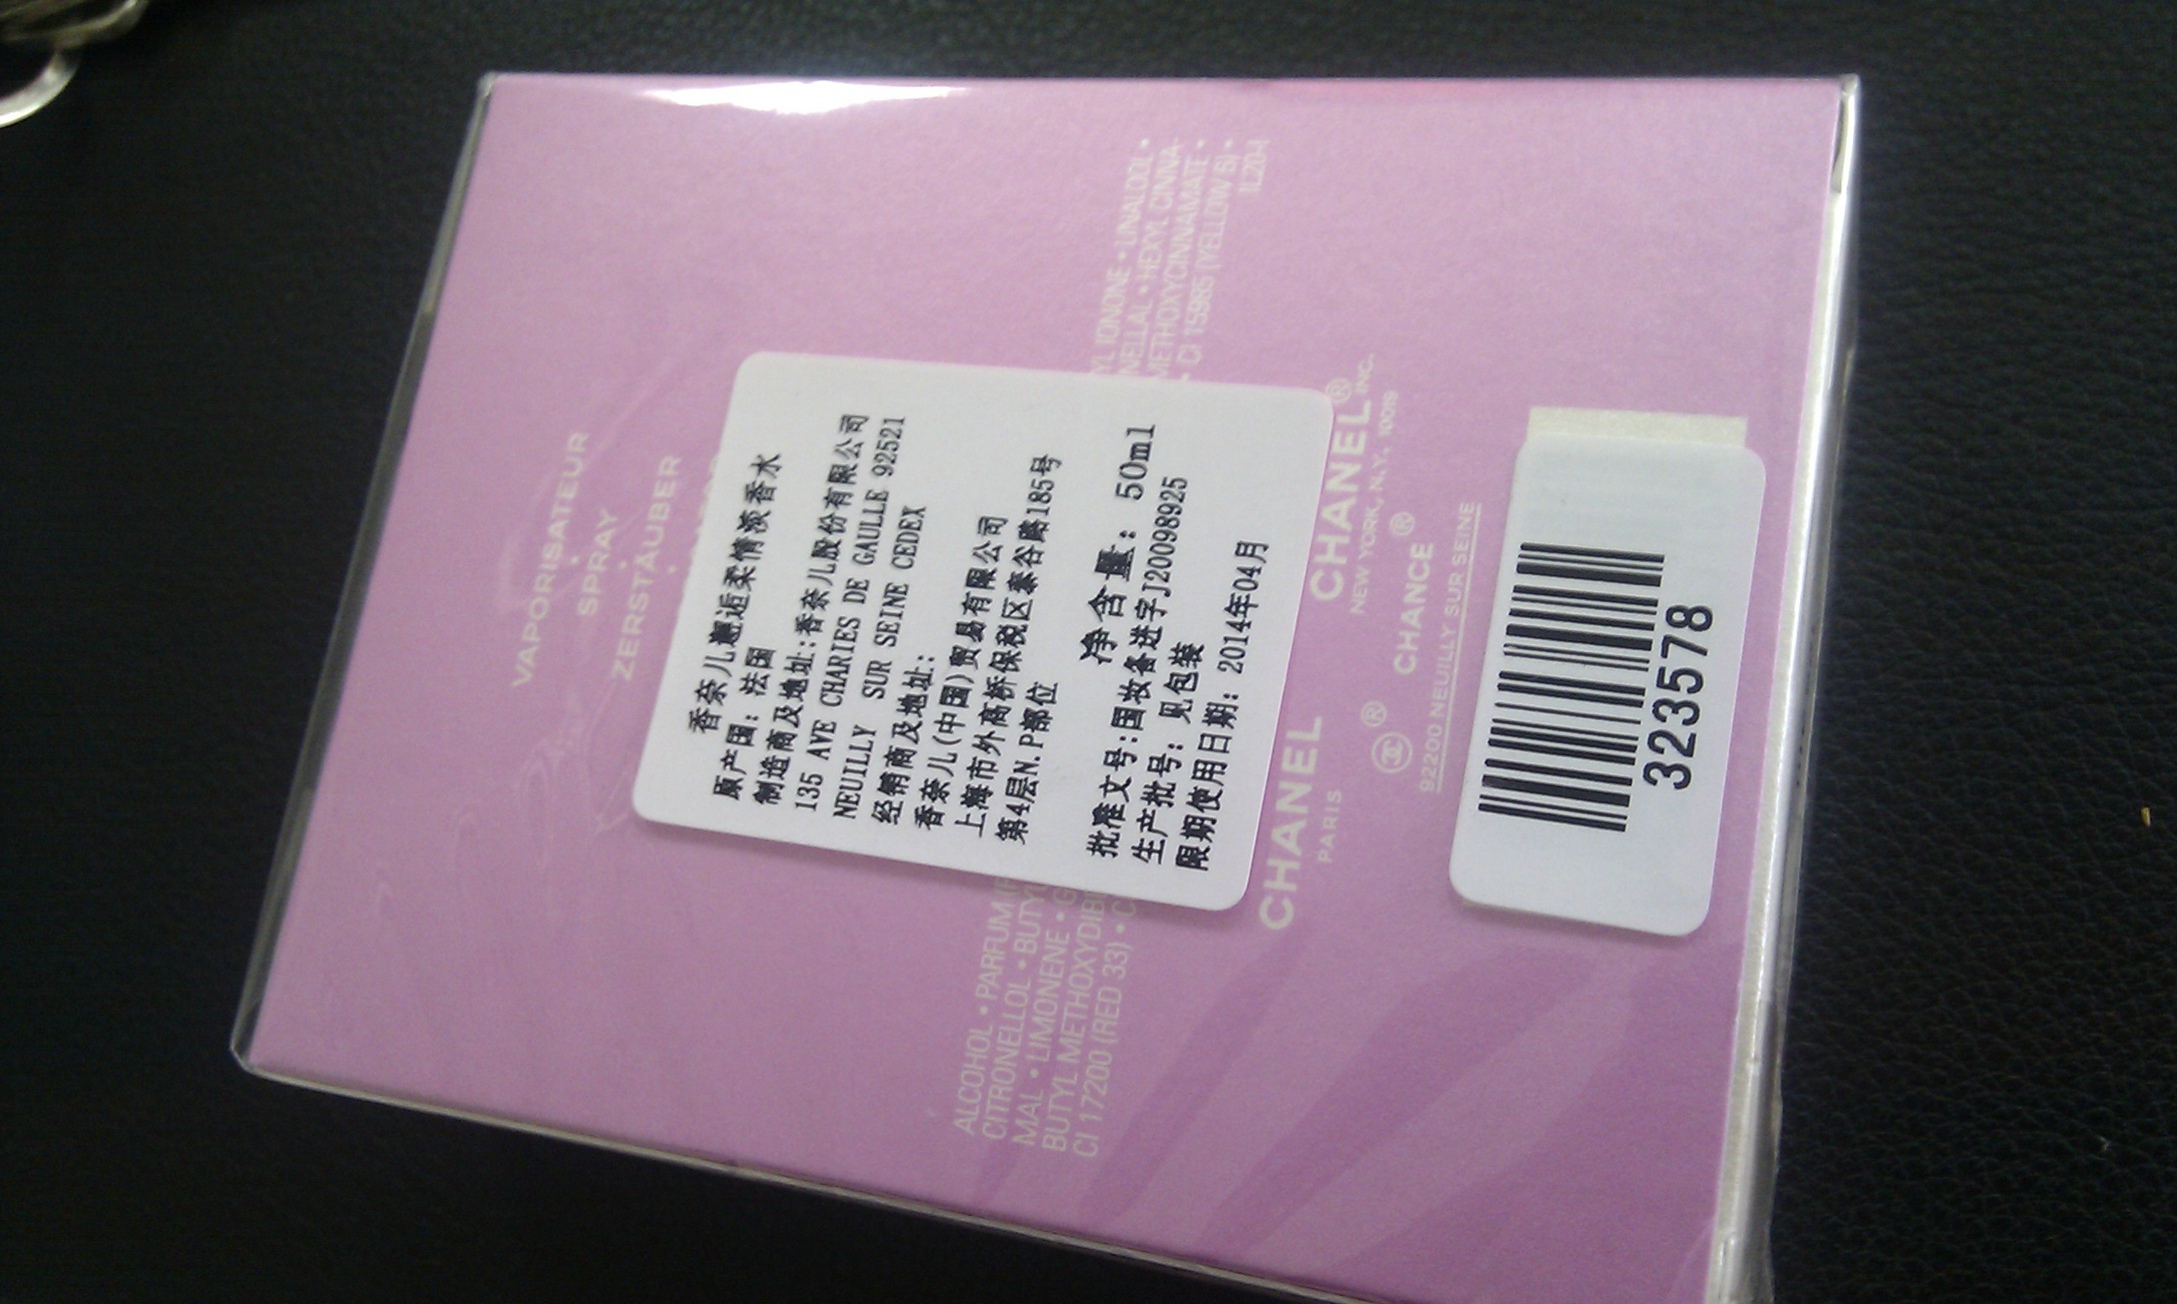 VAPORISATEUR
SPRAY
ZERSTÄUBER
香奈儿邂逅柔情淡香水
原产国：法国
制造商及地址:香奈儿股份有限公司
135 AVE CHARIES DE GAULLE 92521
NEUILLY SUR SEINE CEDEX
经销商及地址：
香奈儿(中国)贸易有限公司
上海市外高桥保税区泰谷路185号
第4层N.P部位
净含量：50ml
批准文号:国妆备进字J20098925
生产批号：见包装
限期使用日期：2014年04月
ALCOHOL • PARFUM
YL IONONE • LINALOOL •
CITRONELLOL • BUTY
NELLAL • HEXYL CINNA-
MAL • LIMONENE • G
METHOXYCINNAMATE •
BUTYL METHOXYDIB
• CI 15985 (YELLOW 6) •
CI 17200 (RED 33) • C
IL20-1
CHANEL CHANEL®
PARIS
NEW YORK, N.Y. 10019
INC.
® CHANCE®
92200 NEUILLY SUR SEINE
323578